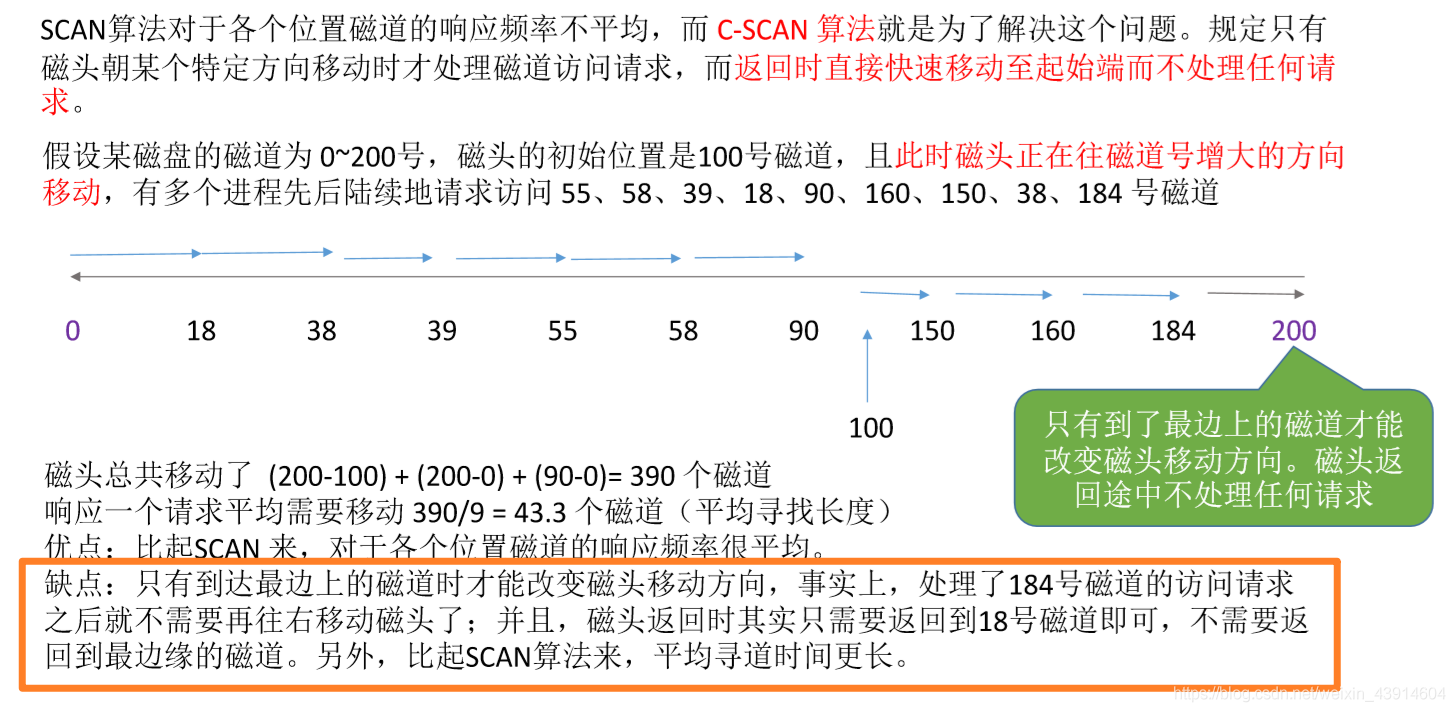 SCAN算法对于各个位置磁道的响应频率不平均，而 C-SCAN 算法就是为了解决这个问题。规定只有
磁头朝某个特定方向移动时才处理磁道访问请求，而返回时直接快速移动至起始端而不处理任何请
求。
假设某磁盘的磁道为 0~200号，磁头的初始位置是100号磁道，且此时磁头正在往磁道号增大的方向
移动，有多个进程先后陆续地请求访问 55、58、39、18、90、160、150、38、184 号磁道
0 18 38 39 55 58 90 150 160 184 200
100
只有到了最边上的磁道才能
改变磁头移动方向。磁头返
回途中不处理任何请求
磁头总共移动了 (200-100) + (200-0) + (90-0)= 390 个磁道
响应一个请求平均需要移动 390/9 = 43.3 个磁道（平均寻找长度）
优点：比起SCAN 来，对于各个位置磁道的响应频率很平均。
缺点：只有到达最边上的磁道时才能改变磁头移动方向，事实上，处理了184号磁道的访问请求
之后就不需要再往右移动磁头了；并且，磁头返回时其实只需要返回到18号磁道即可，不需要返
回到最边缘的磁道。另外，比起SCAN算法来，平均寻道时间更长。
https://blog.csdn.net/weixin_43914604